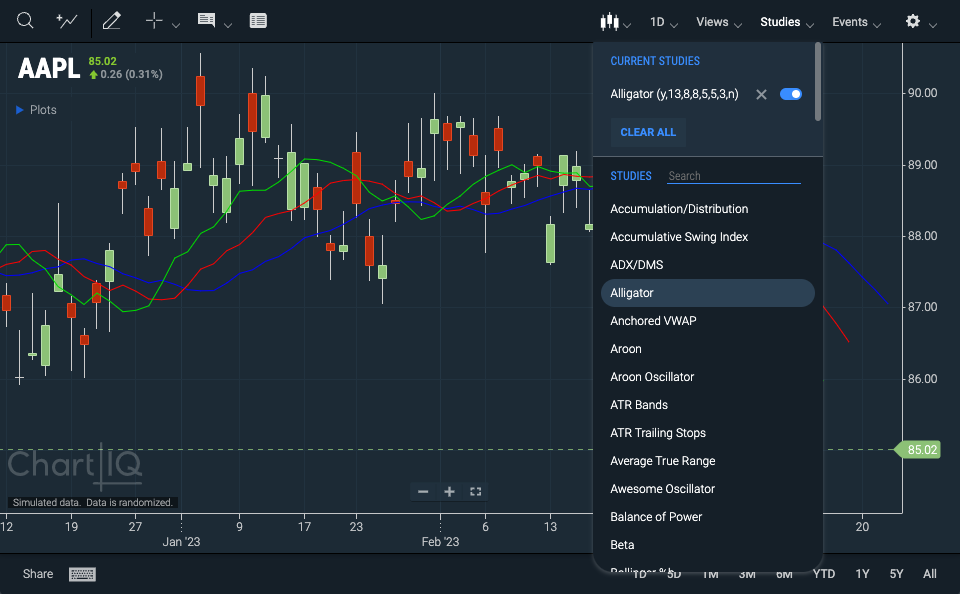 1D Views Studies Events
AAPL 85.02
0.26 (0.31%)
Plots
CURRENT STUDIES
Alligator (y,13,8,8,5,5,3,n)
CLEAR ALL
STUDIES Search
Accumulation/Distribution
Accumulative Swing Index
ADX/DMS
Alligator
Anchored VWAP
Aroon
Aroon Oscillator
ATR Bands
ATR Trailing Stops
Average True Range
Awesome Oscillator
Balance of Power
Beta
Bollinger %b
90.00
89.00
88.00
87.00
86.00
85.02
ChartIQ
Simulated data. Data is randomized.
12 19 27 9 17 23 6 13 20
Jan '23 Feb '23
Share 1D 5D 1M 3M 6M YTD 1Y 5Y All